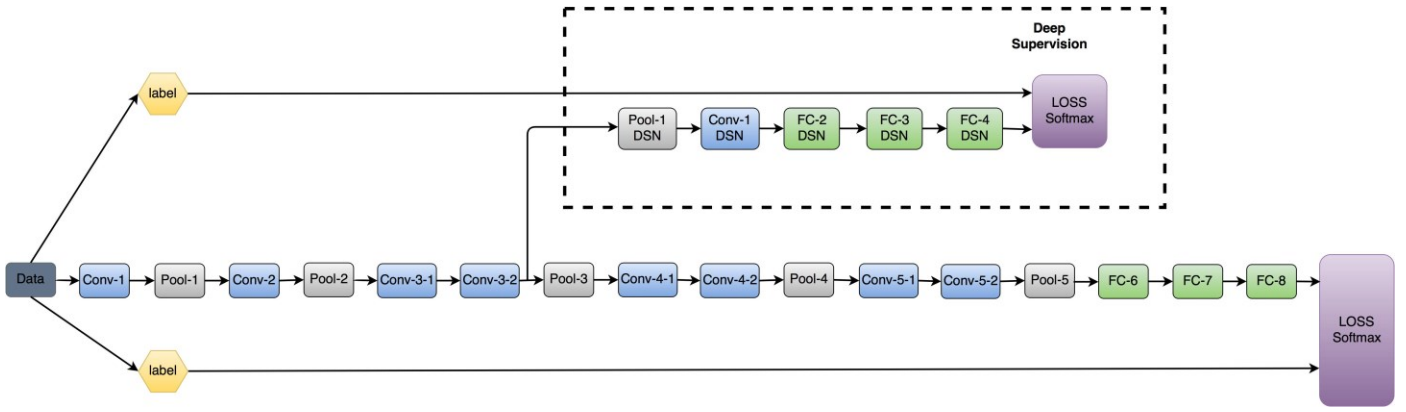 Deep
Supervision
label
LOSS
Softmax
Pool-1
DSN
Conv-1
DSN
FC-2
DSN
FC-3
DSN
FC-4
DSN
Data
Conv-1
Pool-1
Conv-2
Pool-2
Conv-3-1
Conv-3-2
Pool-3
Conv-4-1
Conv-4-2
Pool-4
Conv-5-1
Conv-5-2
Pool-5
FC-6
FC-7
FC-8
LOSS
Softmax
label